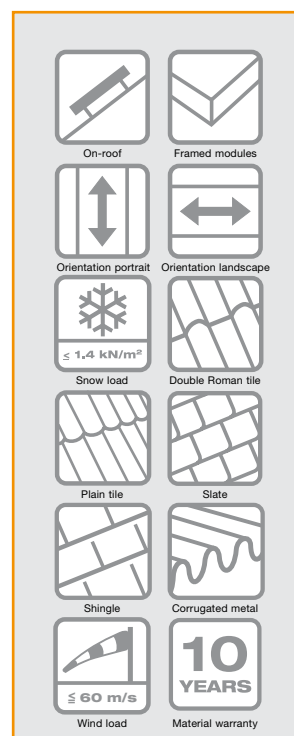 On-roof Framed modules
Orientation portrait Orientation landscape
≤ 1.4 kN/m²
Snow load Double Roman tile
Plain tile Slate
Shingle Corrugated metal
≦ 60 m/s
10
YEARS
Wind load Material warranty